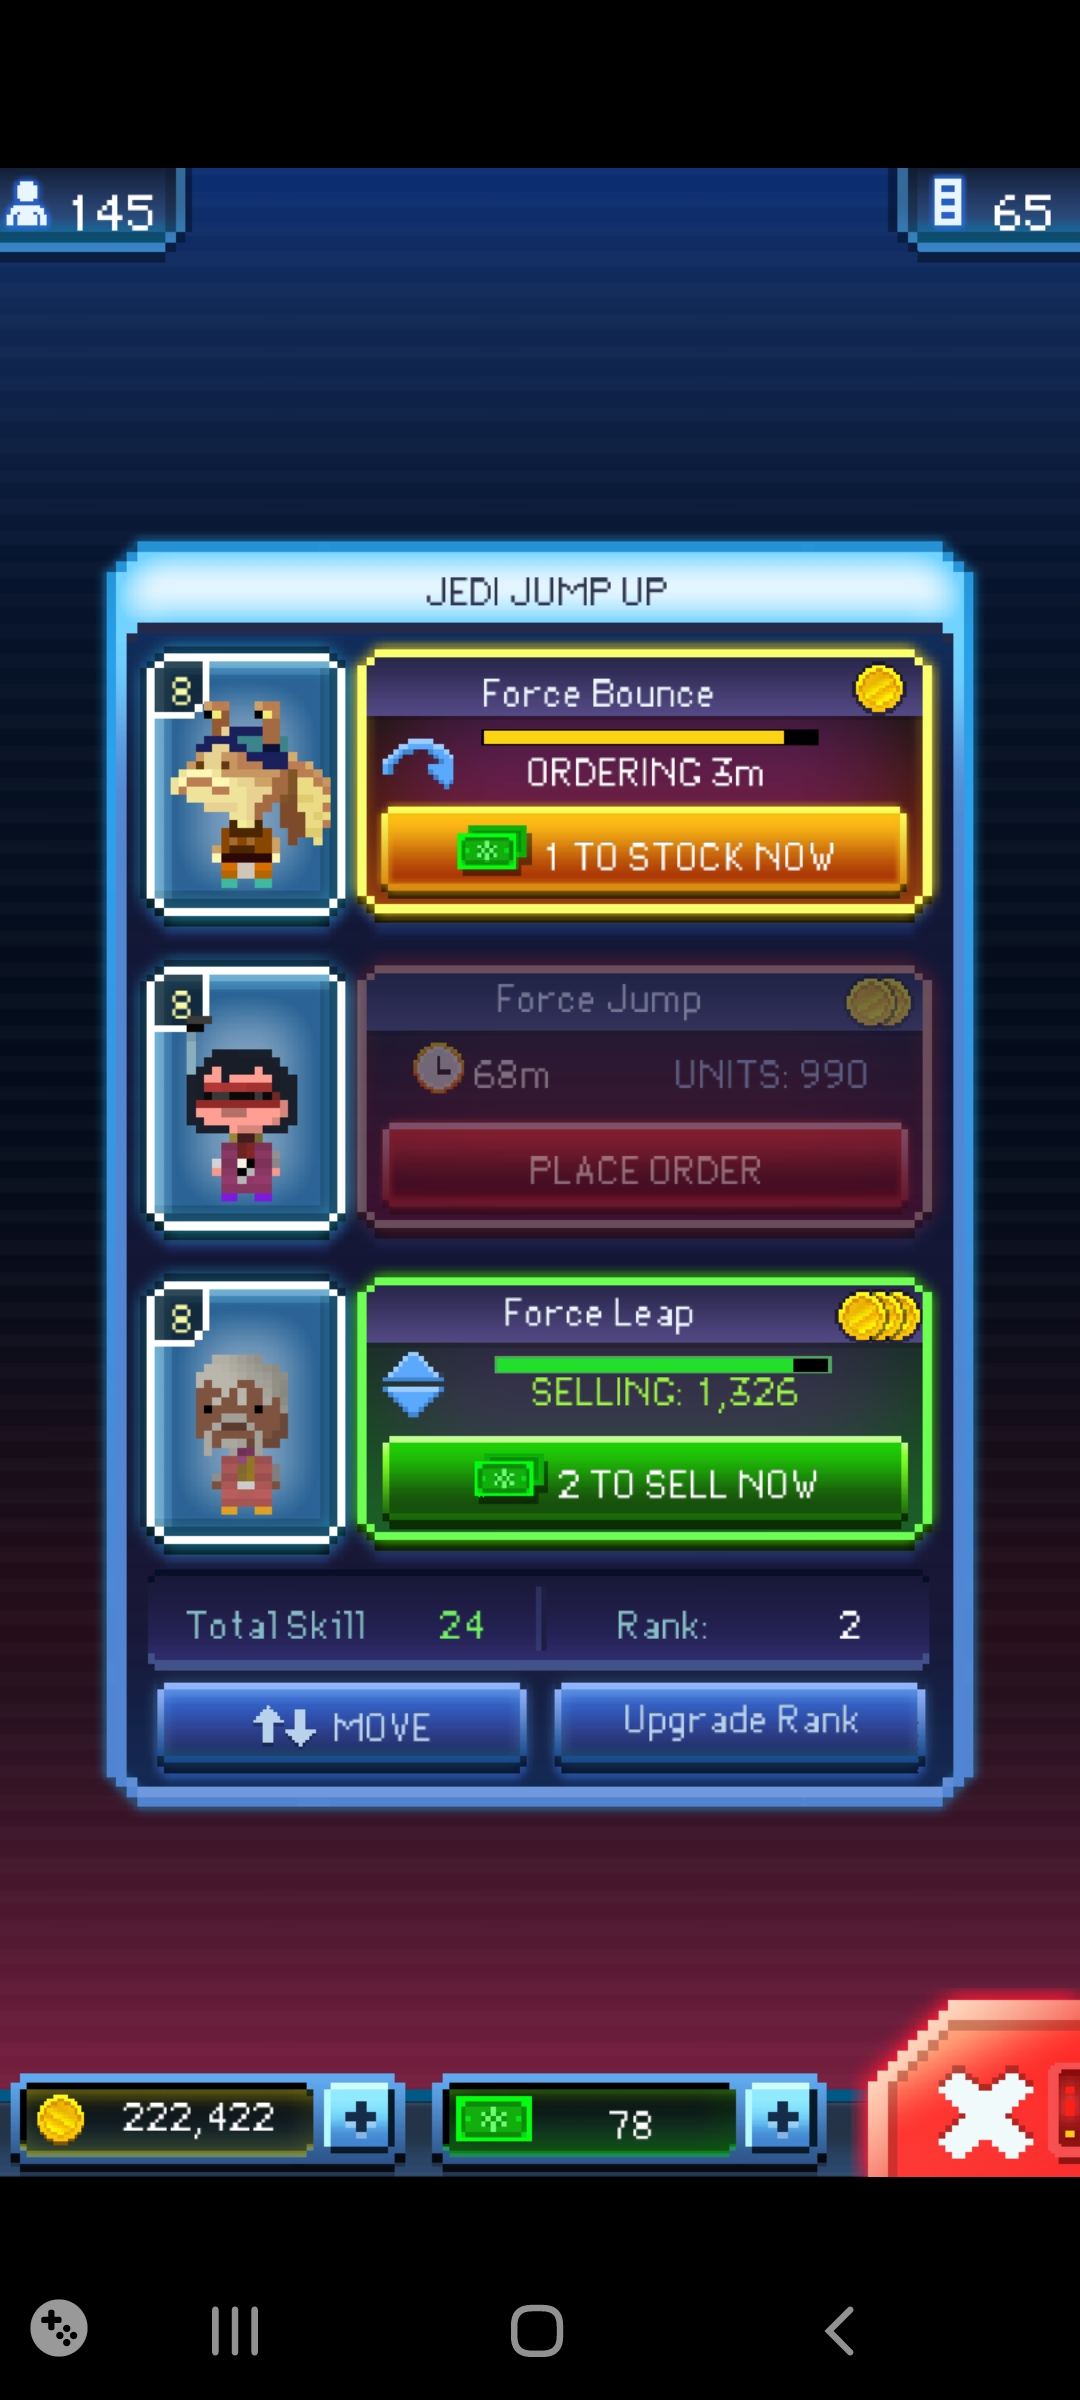 145
65
JEDI JUMP UP
8
Force Bounce
ORDERING 3m
1 TO STOCK NOW
8
Force Jump
68m UNITS: 990
PLACE ORDER
8
Force Leap
SELLING: 1,326
2 TO SELL NOW
Total Skill 24 Rank: 2
MOVE Upgrade Rank
222,422 78